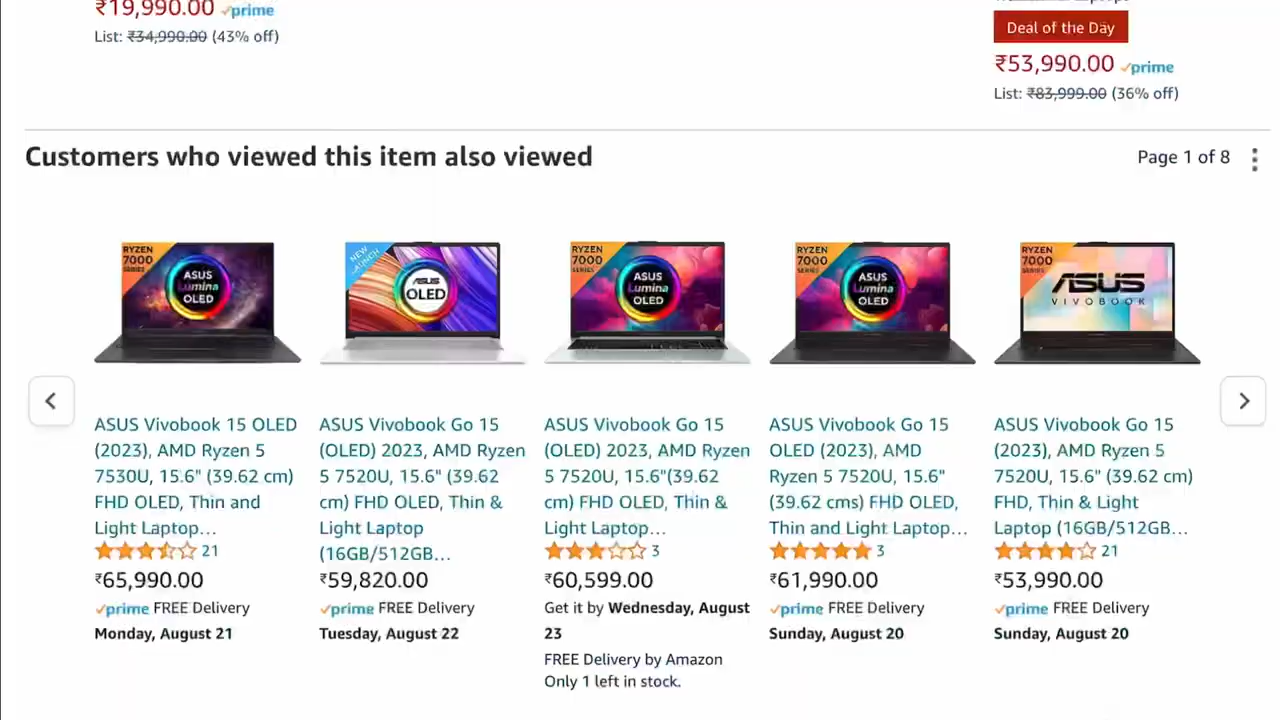 ₹19,990.00 prime
List: ₹34,990.00 (43% off)
Deal of the Day
₹53,990.00 prime
List: ₹83,999.00 (36% off)
Customers who viewed this item also viewed
Page 1 of 8
RYZEN
7000
SERIES
ASUS
Lumina
OLED
NEW
LAUNCH
ASUS
OLED
RYZEN
7000
SERIES
ASUS
Lumina
OLED
RYZEN
7000
SERIES
ASUS
Lumina
OLED
RYZEN
7000
SERIES
ASUS
VIVOBOOK
ASUS Vivobook 15 OLED
(2023), AMD Ryzen 5
7530U, 15.6" (39.62 cm)
FHD OLED, Thin and
Light Laptop...
21
₹65,990.00
prime FREE Delivery
Monday, August 21
ASUS Vivobook Go 15
(OLED) 2023, AMD Ryzen
5 7520U, 15.6" (39.62
cm) FHD OLED, Thin &
Light Laptop
(16GB/512GB...
₹59,820.00
prime FREE Delivery
Tuesday, August 22
ASUS Vivobook Go 15
(OLED) 2023, AMD Ryzen
5 7520U, 15.6"(39.62
cm) FHD OLED, Thin &
Light Laptop...
3
₹60,599.00
Get it by Wednesday, August
23
FREE Delivery by Amazon
Only 1 left in stock.
ASUS Vivobook Go 15
OLED (2023), AMD
Ryzen 5 7520U, 15.6"
(39.62 cms) FHD OLED,
Thin and Light Laptop...
3
₹61,990.00
prime FREE Delivery
Sunday, August 20
ASUS Vivobook Go 15
(2023), AMD Ryzen 5
7520U, 15.6"(39.62 cm)
FHD, Thin & Light
Laptop (16GB/512GB...
21
₹53,990.00
prime FREE Delivery
Sunday, August 20